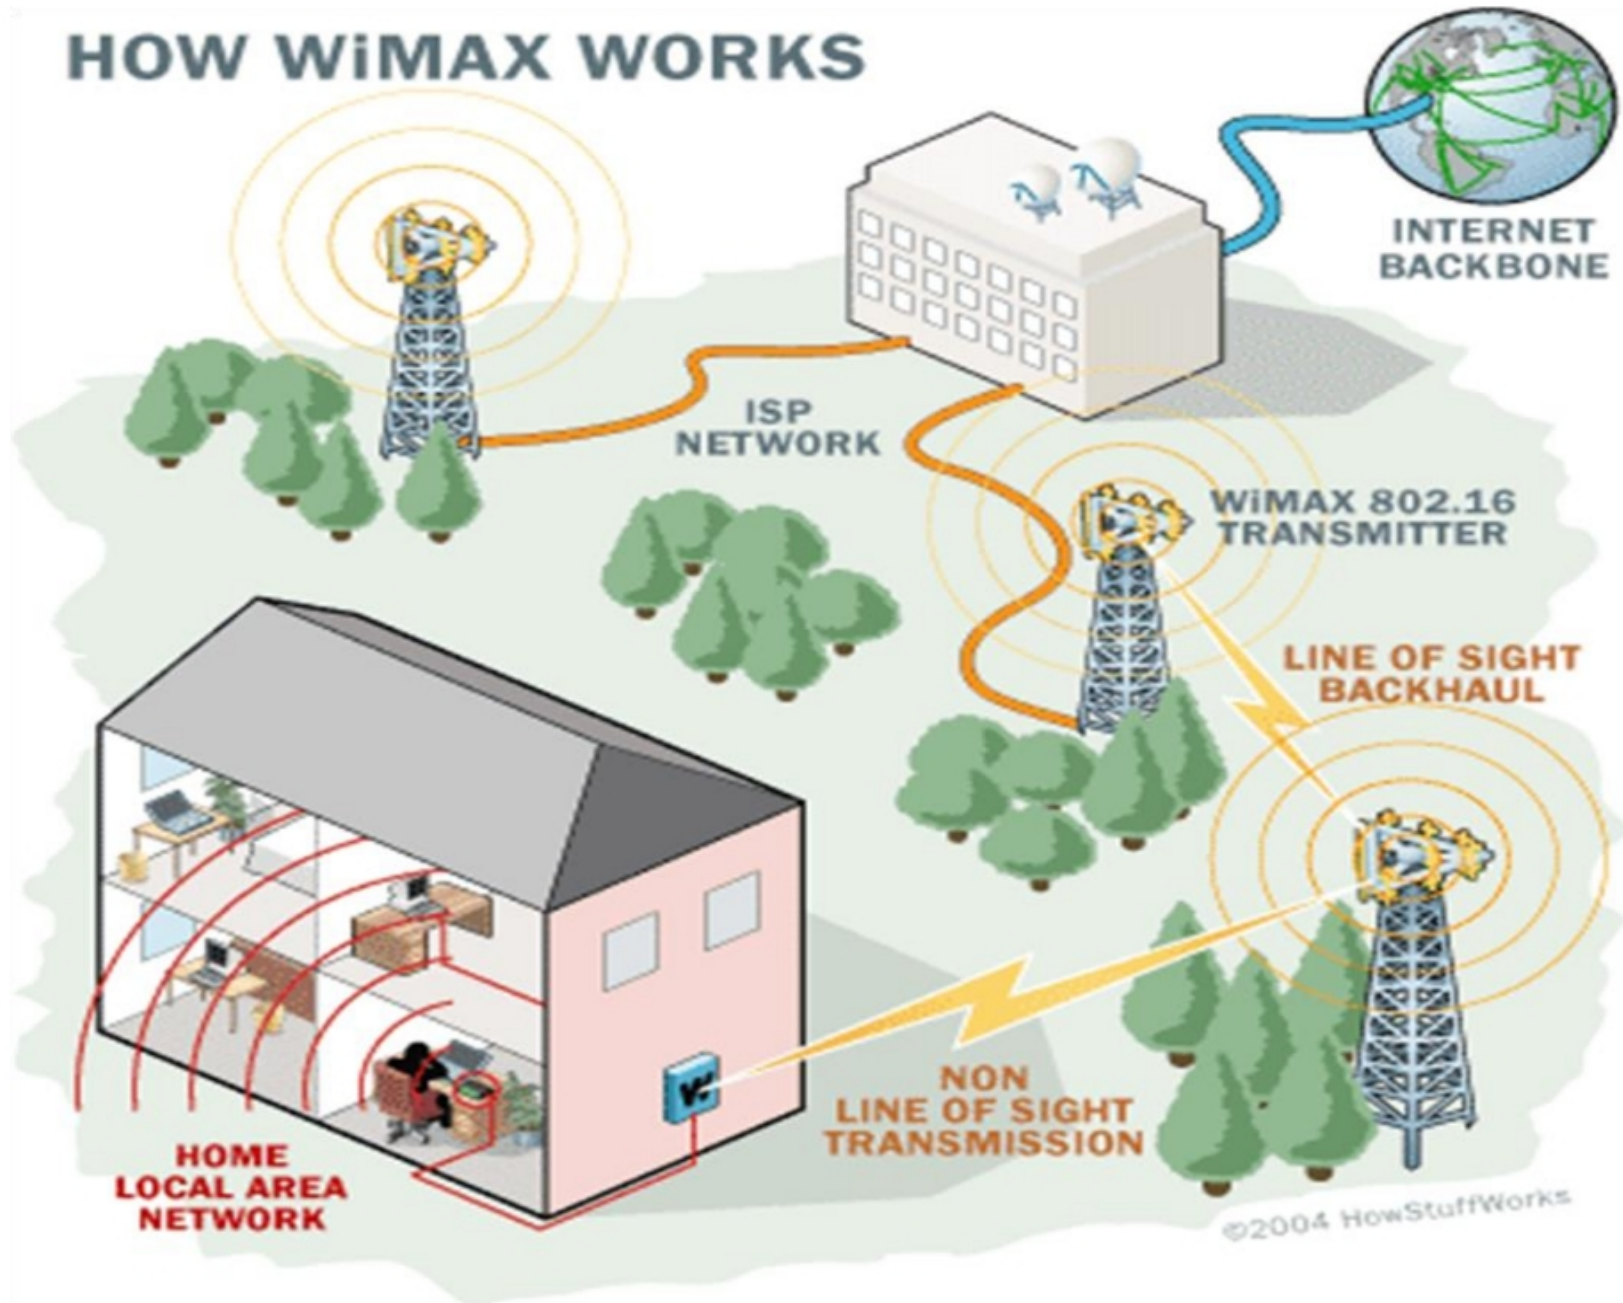 HOW WiMAX WORKS
INTERNET
BACKBONE
ISP
NETWORK
WiMAX 802.16
TRANSMITTER
LINE OF SIGHT
BACKHAUL
NON
LINE OF SIGHT
TRANSMISSION
HOME
LOCAL AREA
NETWORK
W
©2004 HowStuffWorks